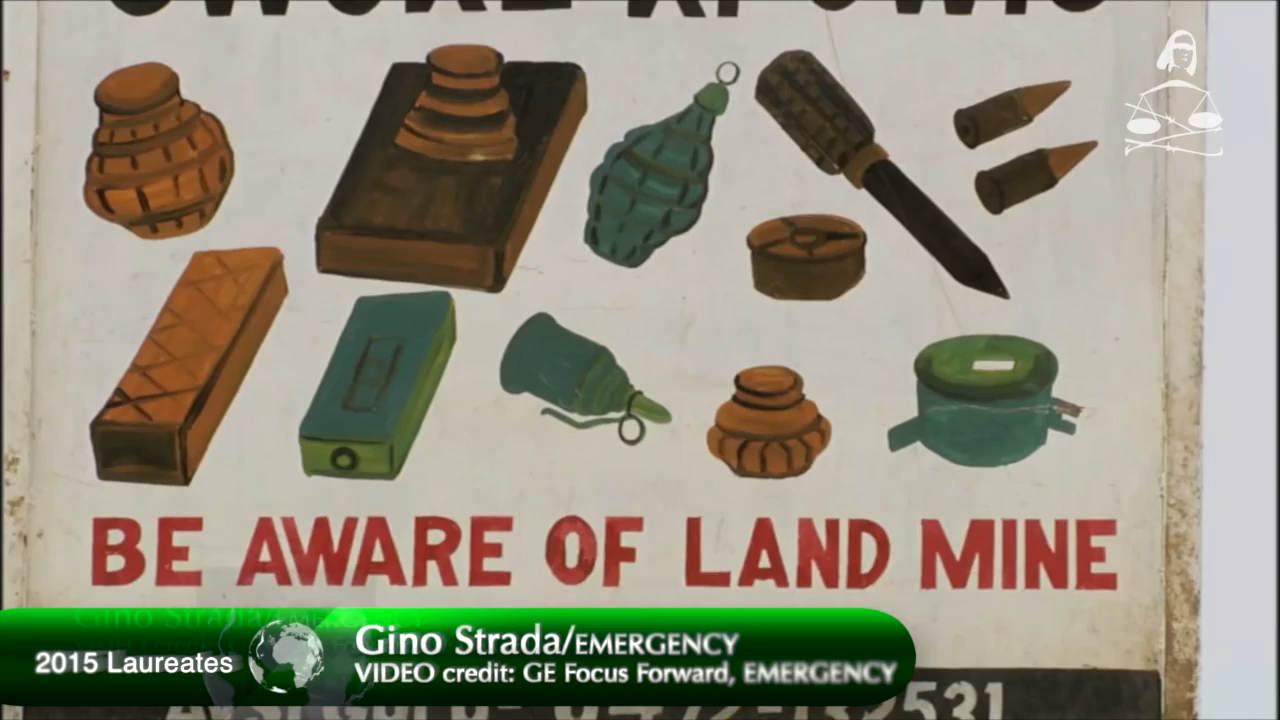 BE AWARE OF LAND MINE
Gino Strada/EMERGENCY
2015 Laureates
VIDEO credit: GE Focus Forward, EMERGENCY